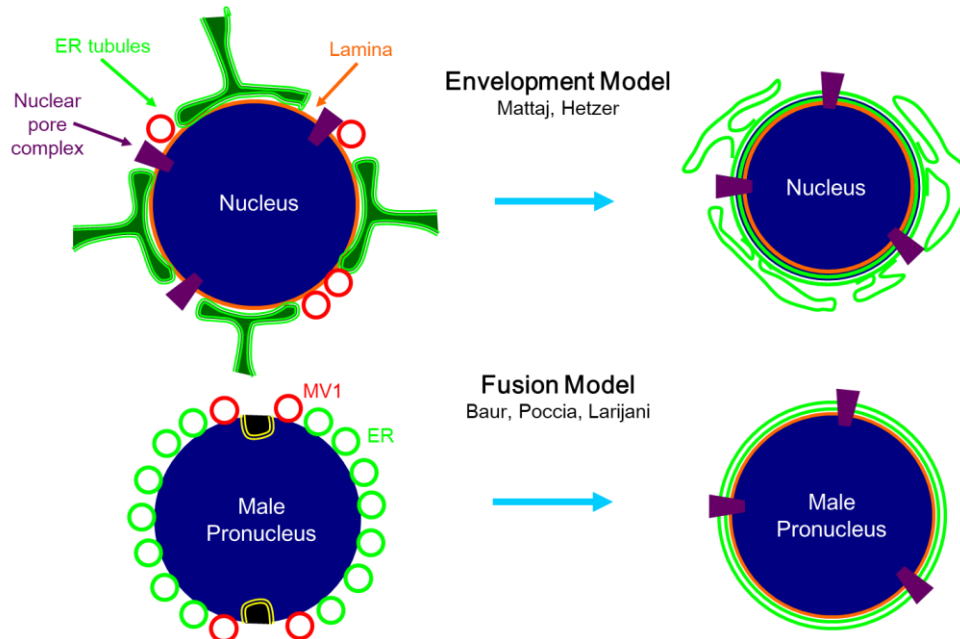 ER tubules
Lamina
Nuclear
pore
complex
Nucleus
Envelopment Model
Mattaj, Hetzer
Nucleus
MV1
ER
Male
Pronucleus
Fusion Model
Baur, Poccia, Larijani
Male
Pronucleus